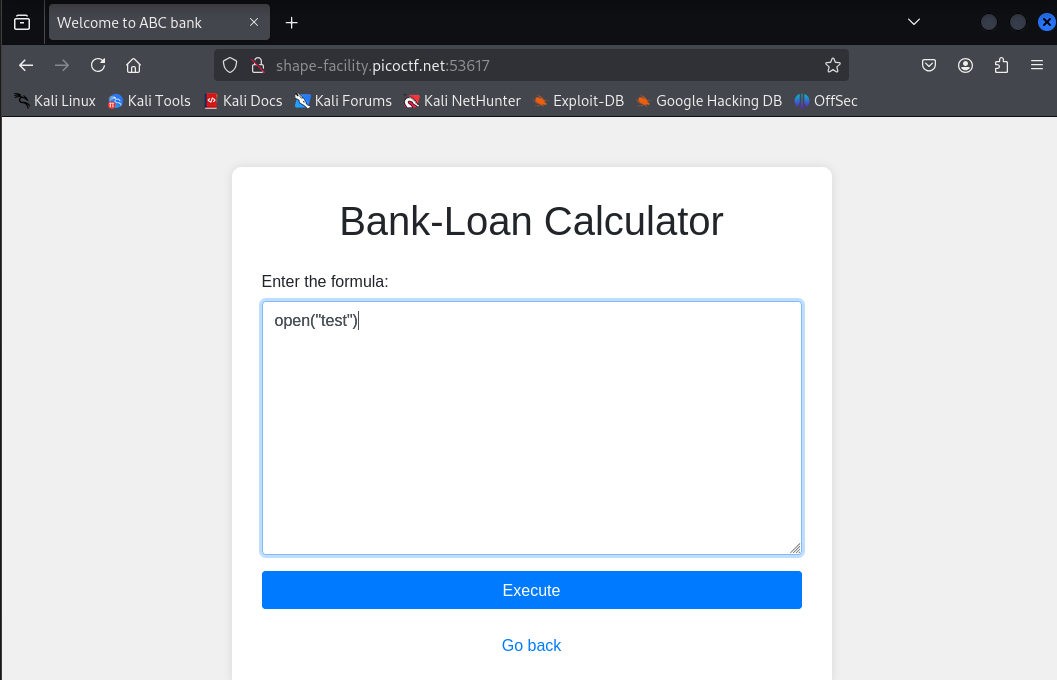 Welcome to ABC bank
shape-facility.picoctf.net:53617
Kali Linux Kali Tools Kali Docs Kali Forums Kali NetHunter Exploit-DB Google Hacking DB OffSec
Bank-Loan Calculator
Enter the formula:
open("test")
Execute
Go back